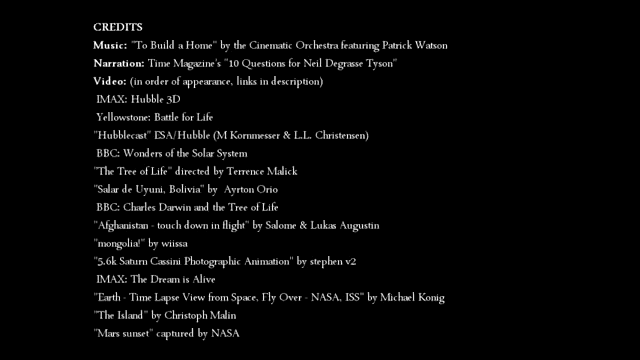 CREDITS
Music: "To Build a Home" by the Cinematic Orchestra featuring Patrick Watson
Narration: Time Magazine's "10 Questions for Neil Degrasse Tyson"
Video: (in order of appearance, links in description)
IMAX: Hubble 3D
Yellowstone: Battle for Life
"Hubblecast" ESA/Hubble (M Kornmesser & L.L. Christensen)
BBC: Wonders of the Solar System
"The Tree of Life" directed by Terrence Malick
"Salar de Uyuni, Bolivia" by Ayrton Orio
BBC: Charles Darwin and the Tree of Life
"Afghanistan - touch down in flight" by Salome & Lukas Augustin
"mongolia!" by wiissa
"5.6k Saturn Cassini Photographic Animation" by stephen v2
IMAX: The Dream is Alive
"Earth - Time Lapse View from Space, Fly Over - NASA, ISS" by Michael Konig
"The Island" by Christoph Malin
"Mars sunset" captured by NASA